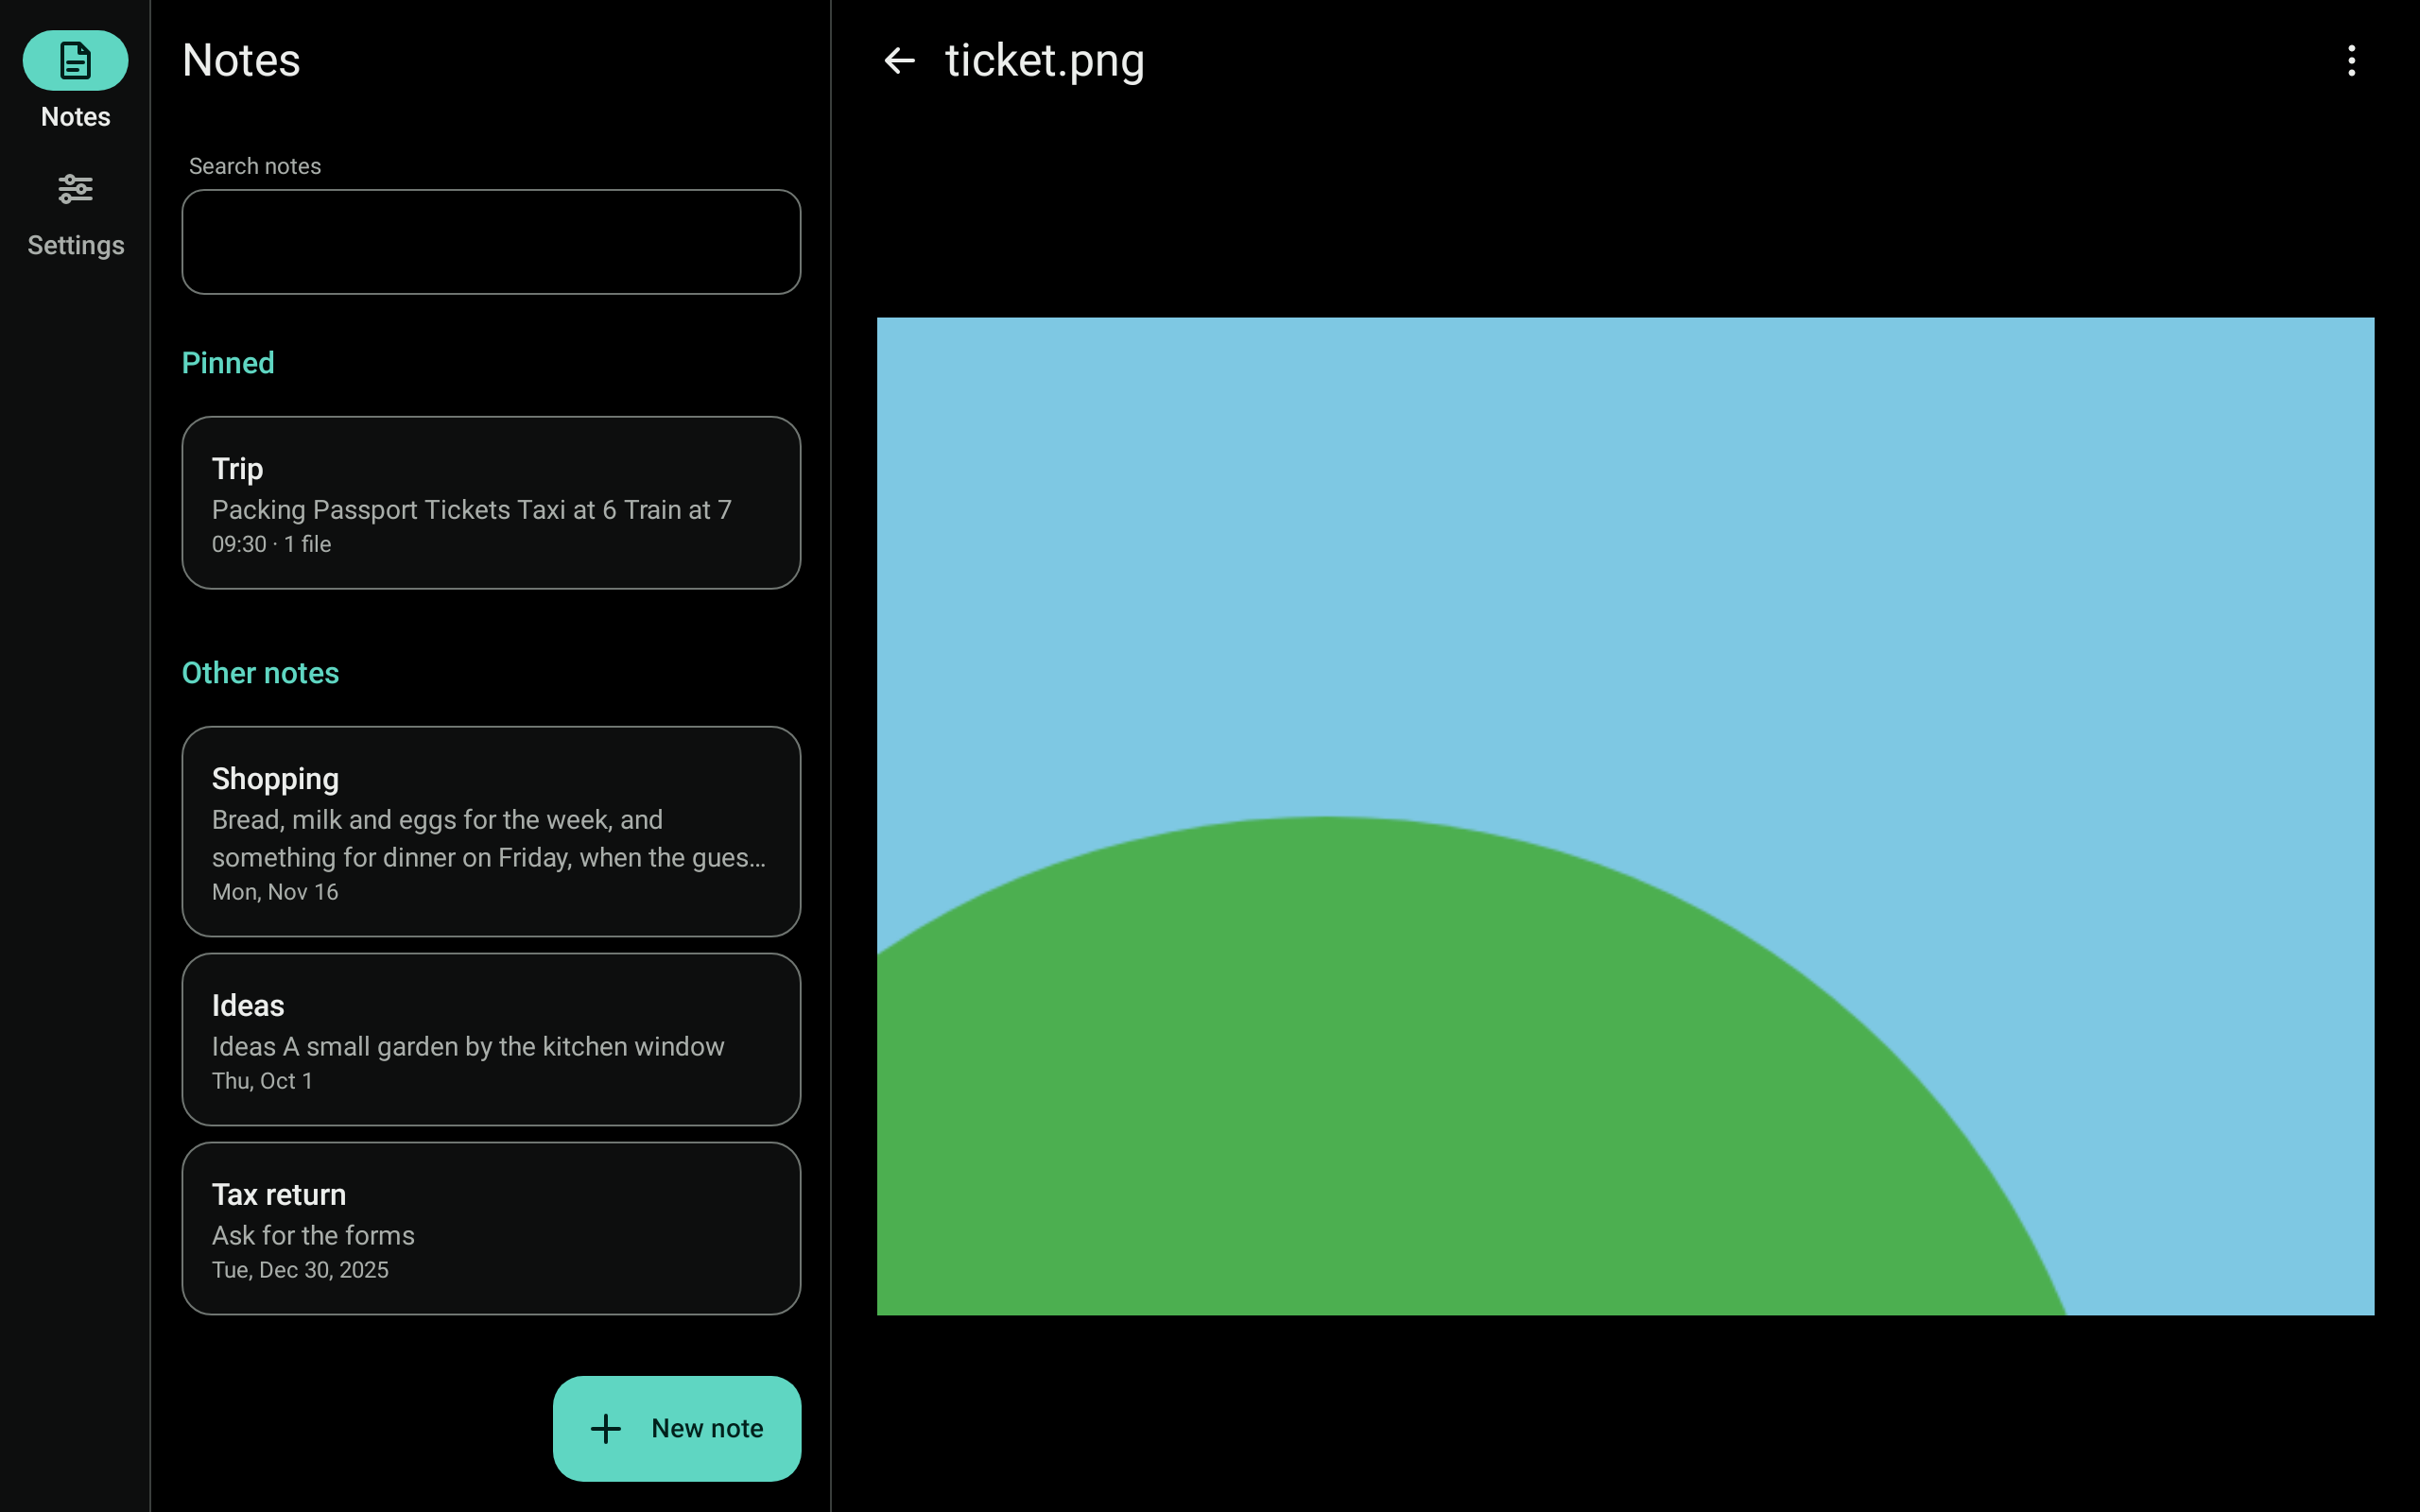 Notes
Settings
Notes
Search notes
Pinned
Trip
Packing Passport Tickets Taxi at 6 Train at 7
09:30 · 1 file
Other notes
Shopping
Bread, milk and eggs for the week, and
something for dinner on Friday, when the gues…
Mon, Nov 16
Ideas
Ideas A small garden by the kitchen window
Thu, Oct 1
Tax return
Ask for the forms
Tue, Dec 30, 2025
New note
ticket.png